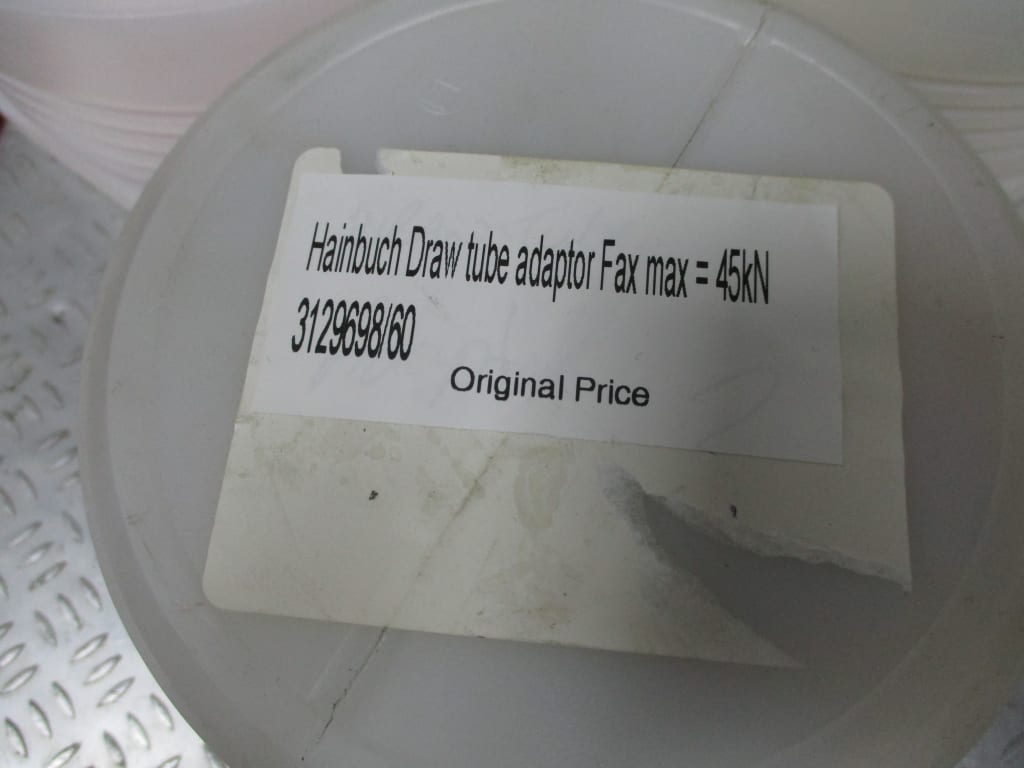 Hainbuch Draw tube adaptor Fax max = 45kN
3129698/60
Original Price